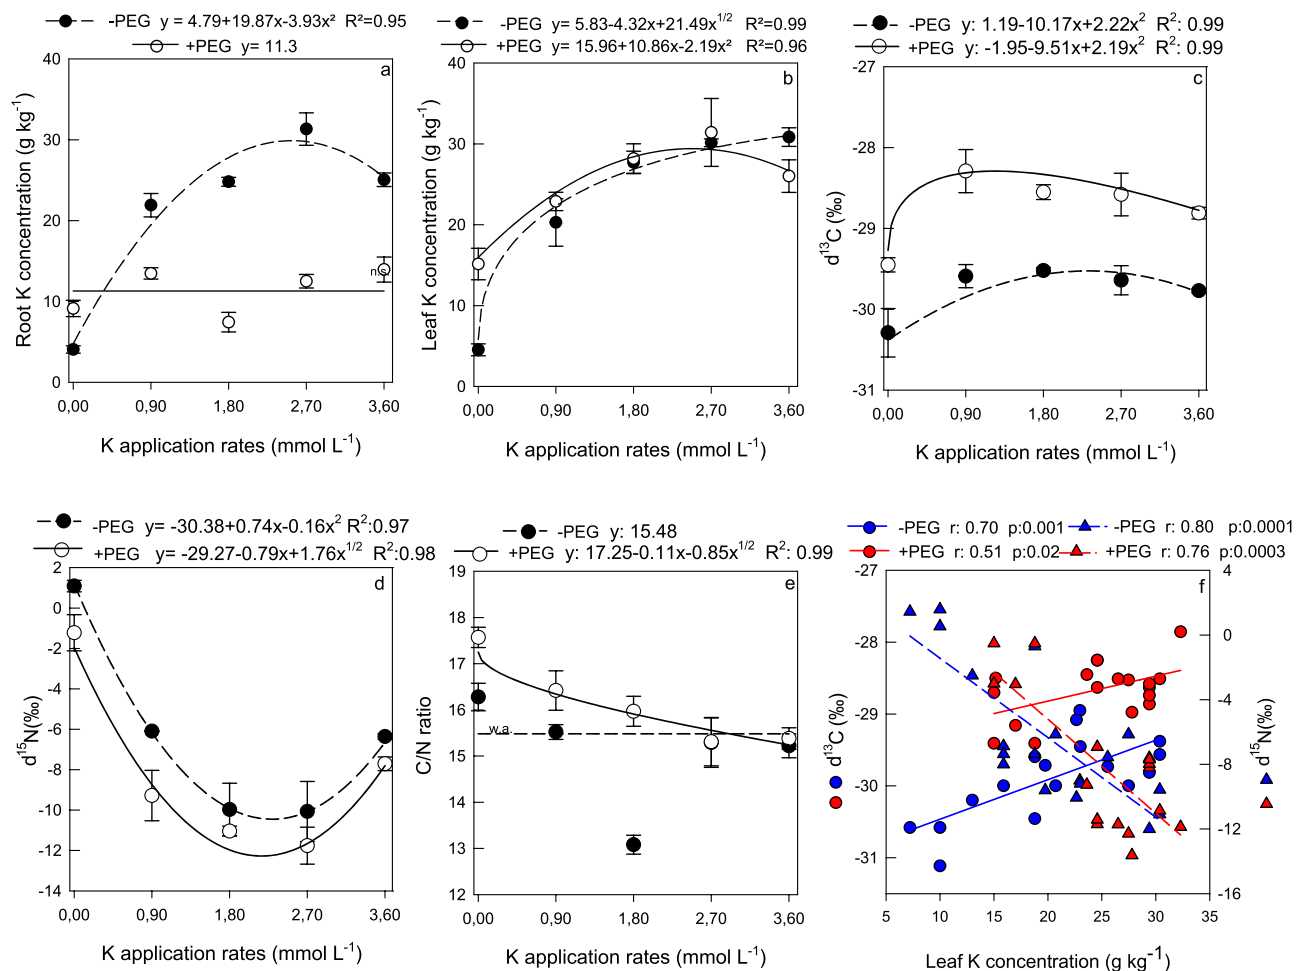 -PEG y = 4.79+19.87x-3.93x² R²=0.95
+PEG y= 11.3
a
Root K concentration (g kg-1)
40
30
20
10
0
n.s.
0,00 0,90 1,80 2,70 3,60
K application rates (mmol L-1)
-PEG y= 5.83-4.32x+21.49x1/2 R²=0.99
+PEG y= 15.96+10.86x-2.19x² R²=0.96
b
Leaf K concentration (g kg-1)
40
30
20
10
0
0,00 0,90 1,80 2,70 3,60
K application rates (mmol L-1)
-PEG y: 1.19-10.17x+2.22x2 R2: 0.99
+PEG y: -1.95-9.51x+2.19x2 R2: 0.99
c
d13C (‰)
-27
-28
-29
-30
-31
0,00 0,90 1,80 2,70 3,60
K application rates (mmol L-1)
-PEG y= -30.38+0.74x-0.16x2 R2:0.97
+PEG y= -29.27-0.79x+1.76x1/2 R2:0.98
d
d15N(‰)
2
0
-2
-4
-6
-8
-10
-12
-14
0,00 0,90 1,80 2,70 3,60
K application rates (mmol L-1)
-PEG y: 15.48
+PEG y: 17.25-0.11x-0.85x1/2 R2: 0.99
e
C/N ratio
19
18
17
16
15
14
13
12
w.a.
0,00 0,90 1,80 2,70 3,60
K application rates (mmol L-1)
-PEG r: 0.70 p:0.001 -PEG r: 0.80 p:0.0001
+PEG r: 0.51 p:0.02 +PEG r: 0.76 p:0.0003
f
d13C (‰)
-27
-28
-29
-30
-31
4
0
-4
-8
-12
-16
d15N(‰)
5 10 15 20 25 30 35
Leaf K concentration (g kg-1)